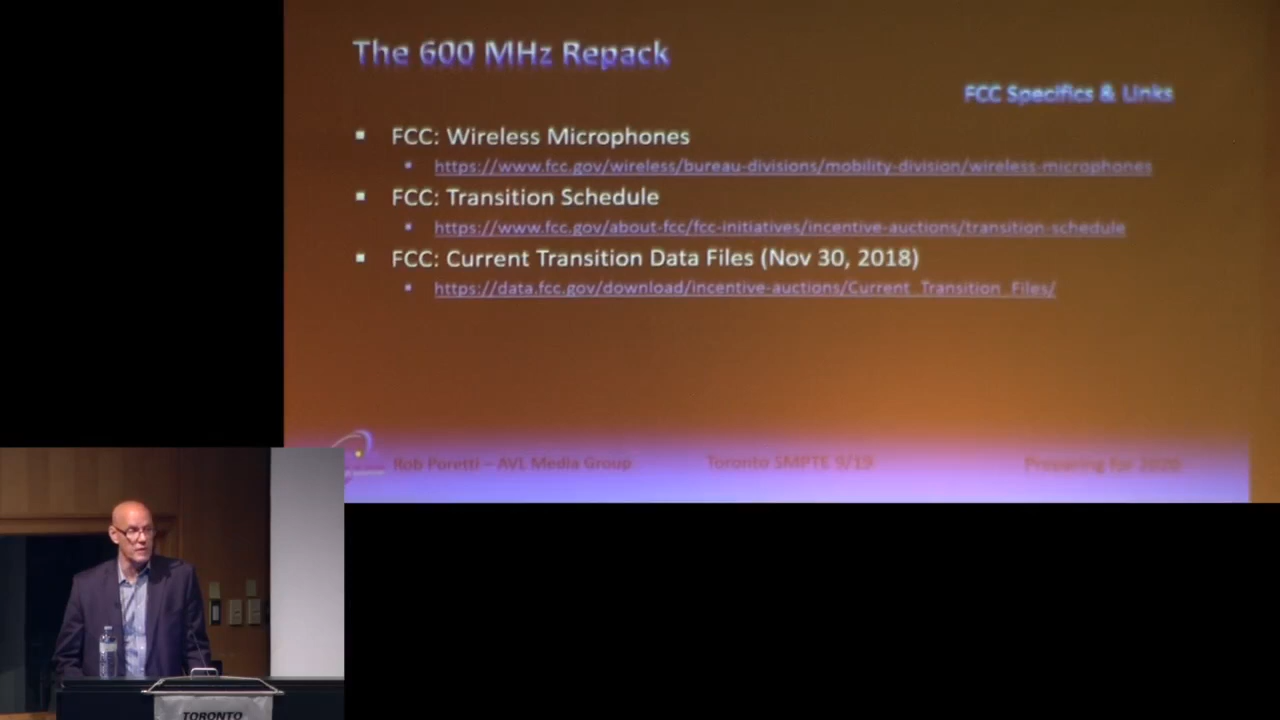 The 600 MHz Repack
FCC Specifics & Links
▪ FCC: Wireless Microphones
▪ https://www.fcc.gov/wireless/bureau-divisions/mobility-division/wireless-microphones
▪ FCC: Transition Schedule
▪ https://www.fcc.gov/about-fcc/fcc-initiatives/incentive-auctions/transition-schedule
▪ FCC: Current Transition Data Files (Nov 30, 2018)
▪ https://data.fcc.gov/download/incentive-auctions/Current_Transition_Files/
Rob Poretti – AVL Media Group
Toronto SMPTE 9/19
Preparing for 2020
TORONTO